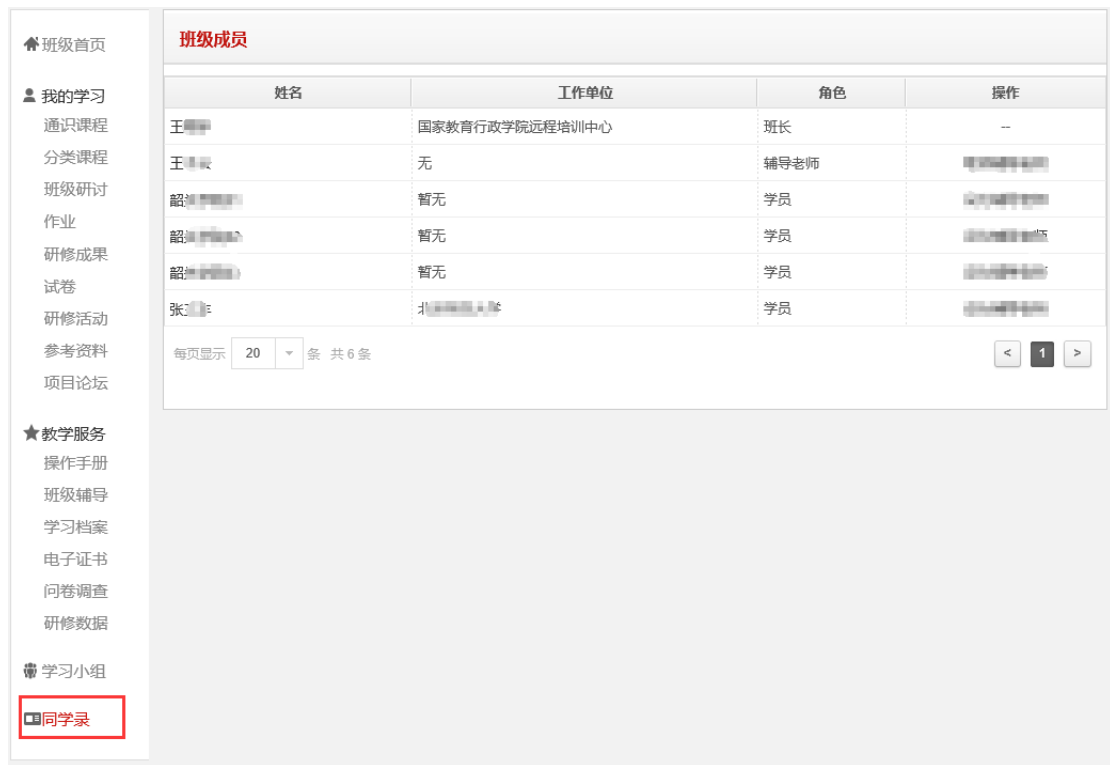 班级首页
我的学习
通识课程
分类课程
班级研讨
作业
研修成果
试卷
研修活动
参考资料
项目论坛
教学服务
操作手册
班级辅导
学习档案
电子证书
问卷调查
研修数据
学习小组
同学录
班级成员
姓名 工作单位 角色 操作
王 国家教育行政学院远程培训中心 班长 --
王 无 辅导老师
韶 暂无 学员
韶 暂无 学员 师
韶 暂无 学员
张 学员
每页显示 20 条 共 6 条 < 1 >